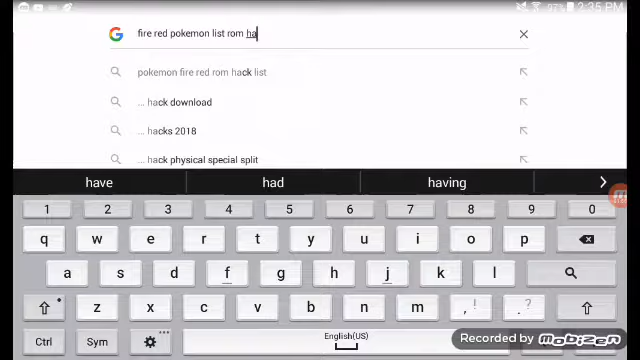 97% 2:35 PM
fire red pokemon list rom ha
pokemon fire red rom hack list
... hack download
... hacks 2018
... hack physical special split
have had having
1 2 3 4 5 6 7 8 9 0
q w e r t y u i o p
a s d f g h j k l
z x c v b n m , ! . ?
Ctrl Sym English(US)
Recorded by mobizen